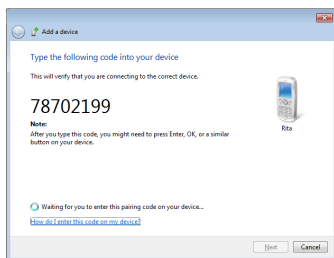 Add a device
Type the following code into your device
This will verify that you are connecting to the correct device.
78702199
Note:
After you type this code, you might need to press Enter, OK, or a similar
button on your device.
Rita
Waiting for you to enter this pairing code on your device...
How do I enter this code on my device?
Next
Cancel